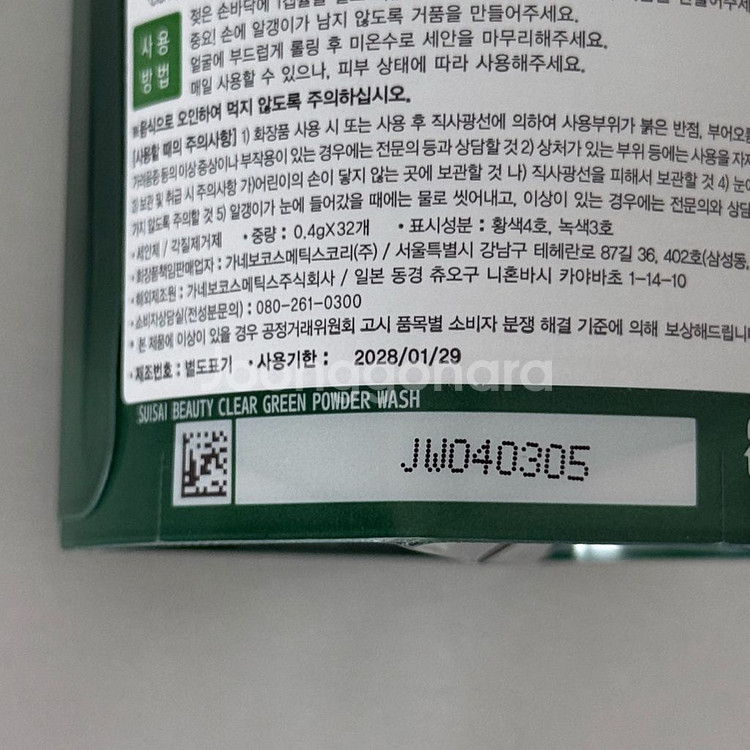 젖은 손바닥에 1캡슐을
중요! 손에 알갱이가 남지 않도록 거품을 만들어주세요.
얼굴에 부드럽게 롤링 후 미온수로 세안을 마무리해주세요.
매일 사용할 수 있으나, 피부 상태에 따라 사용해주세요.
사용
방법
※음식으로 오인하여 먹지 않도록 주의하십시오.
[사용할 때의 주의사항] 1) 화장품 사용 시 또는 사용 후 직사광선에 의하여 사용부위가 붉은 반점, 부어오름
가려움증 등의 이상 증상이나 부작용이 있는 경우에는 전문의 등과 상담할 것 2) 상처가 있는 부위 등에는 사용을 자제
3) 보관 및 취급 시 주의사항 가)어린이의 손이 닿지 않는 곳에 보관할 것 나) 직사광선을 피해서 보관할 것 4) 눈에
가지 않도록 주의할 것 5) 알갱이가 눈에 들어갔을 때에는 물로 씻어내고, 이상이 있는 경우에는 전문의와 상담
•세안제 / 각질제거제 •중량 : 0.4gX32개 •표시성분 : 황색4호, 녹색3호
•화장품책임판매업자 : 가네보코스메틱스코리(주) / 서울특별시 강남구 테헤란로 87길 36, 402호(삼성동,
•해외제조원 : 가네보코스메틱스주식회사 / 일본 동경 츄오구 니혼바시 카야바초 1-14-10
•소비자상담실(전성분문의) : 080-261-0300
•본 제품에 이상이 있을 경우 공정거래위원회 고시 품목별 소비자 분쟁 해결 기준에 의해 보상해드립니
•제조번호 : 별도표기 •사용기한 : 2028/01/29
joonggonara
SUISAI BEAUTY CLEAR GREEN POWDER WASH
JW040305